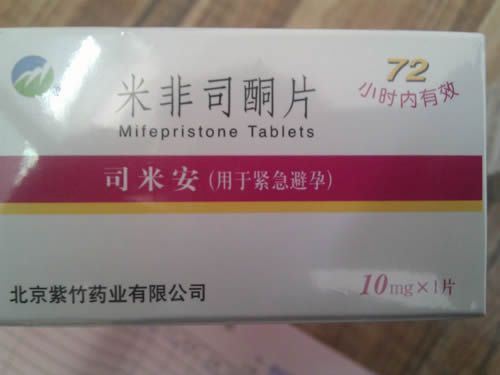 72
小时内有效
米非司酮片
Mifepristone Tablets
司米安(用于紧急避孕)
北京紫竹药业有限公司
10mg×1片